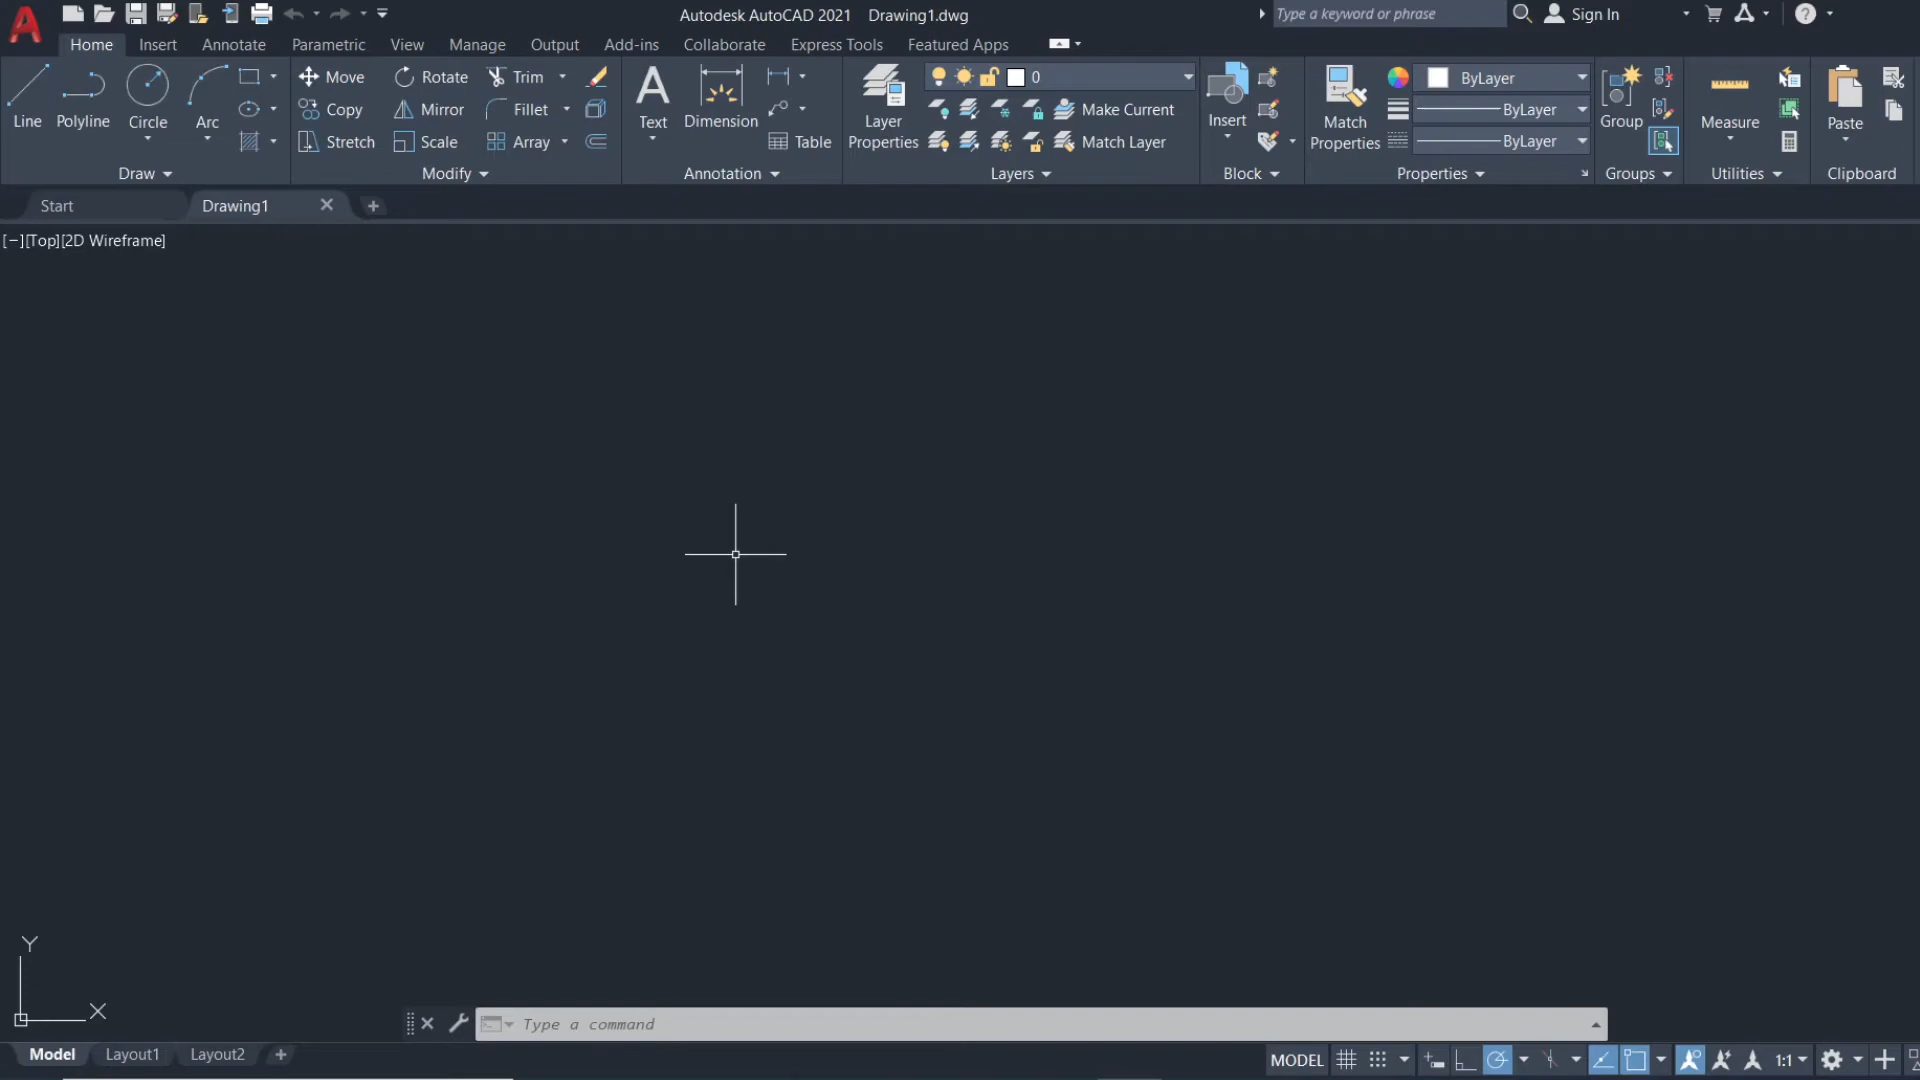 Autodesk AutoCAD 2021 Drawing1.dwg
Type a keyword or phrase
Sign In
Home Insert Annotate Parametric View Manage Output Add-ins Collaborate Express Tools Featured Apps
Line
Polyline
Circle
Arc
Draw
Move
Rotate
Trim
Copy
Mirror
Fillet
Stretch
Scale
Array
Modify
Text
Dimension
Table
Annotation
Layer
Properties
0
Make Current
Match Layer
Layers
Insert
Block
Match
Properties
ByLayer
ByLayer
ByLayer
Properties
Group
Groups
Measure
Utilities
Paste
Clipboard
Start
Drawing1
[−][Top][2D Wireframe]
Y
X
Type a command
Model Layout1 Layout2
MODEL
1:1